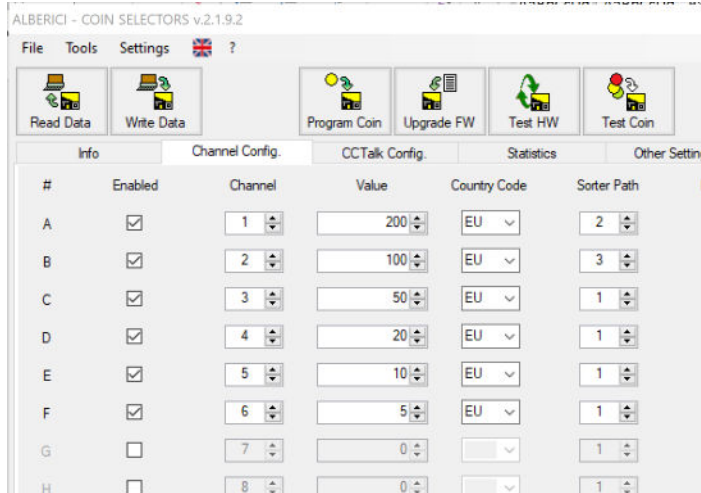 ALBERICI - COIN SELECTORS v.2.1.9.2
File Tools Settings ?
Read Data Write Data Program Coin Upgrade FW Test HW Test Coin
Info Channel Config. CCTalk Config. Statistics Other Settin
# Enabled Channel Value Country Code Sorter Path
A 1 200 EU 2
B 2 100 EU 3
C 3 50 EU 1
D 4 20 EU 1
E 5 10 EU 1
F 6 5 EU 1
G 7 0 1
H 8 0 1